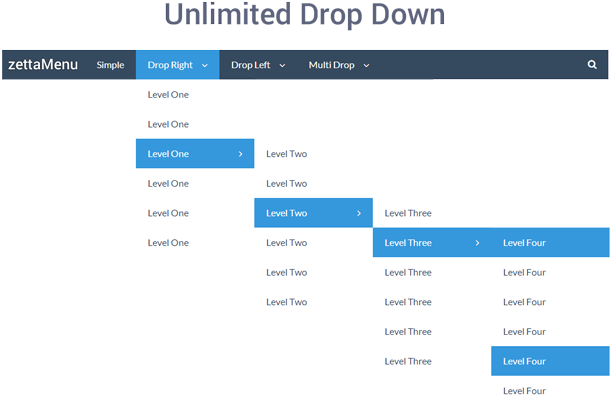 Unlimited Drop Down
zettaMenu Simple Drop Right Drop Left Multi Drop
Level One
Level One
Level One Level Two
Level One Level Two
Level One Level Two Level Three
Level One Level Two Level Three Level Four
Level Two Level Three Level Four
Level Two Level Three Level Four
Level Three Level Four
Level Three Level Four
Level Four